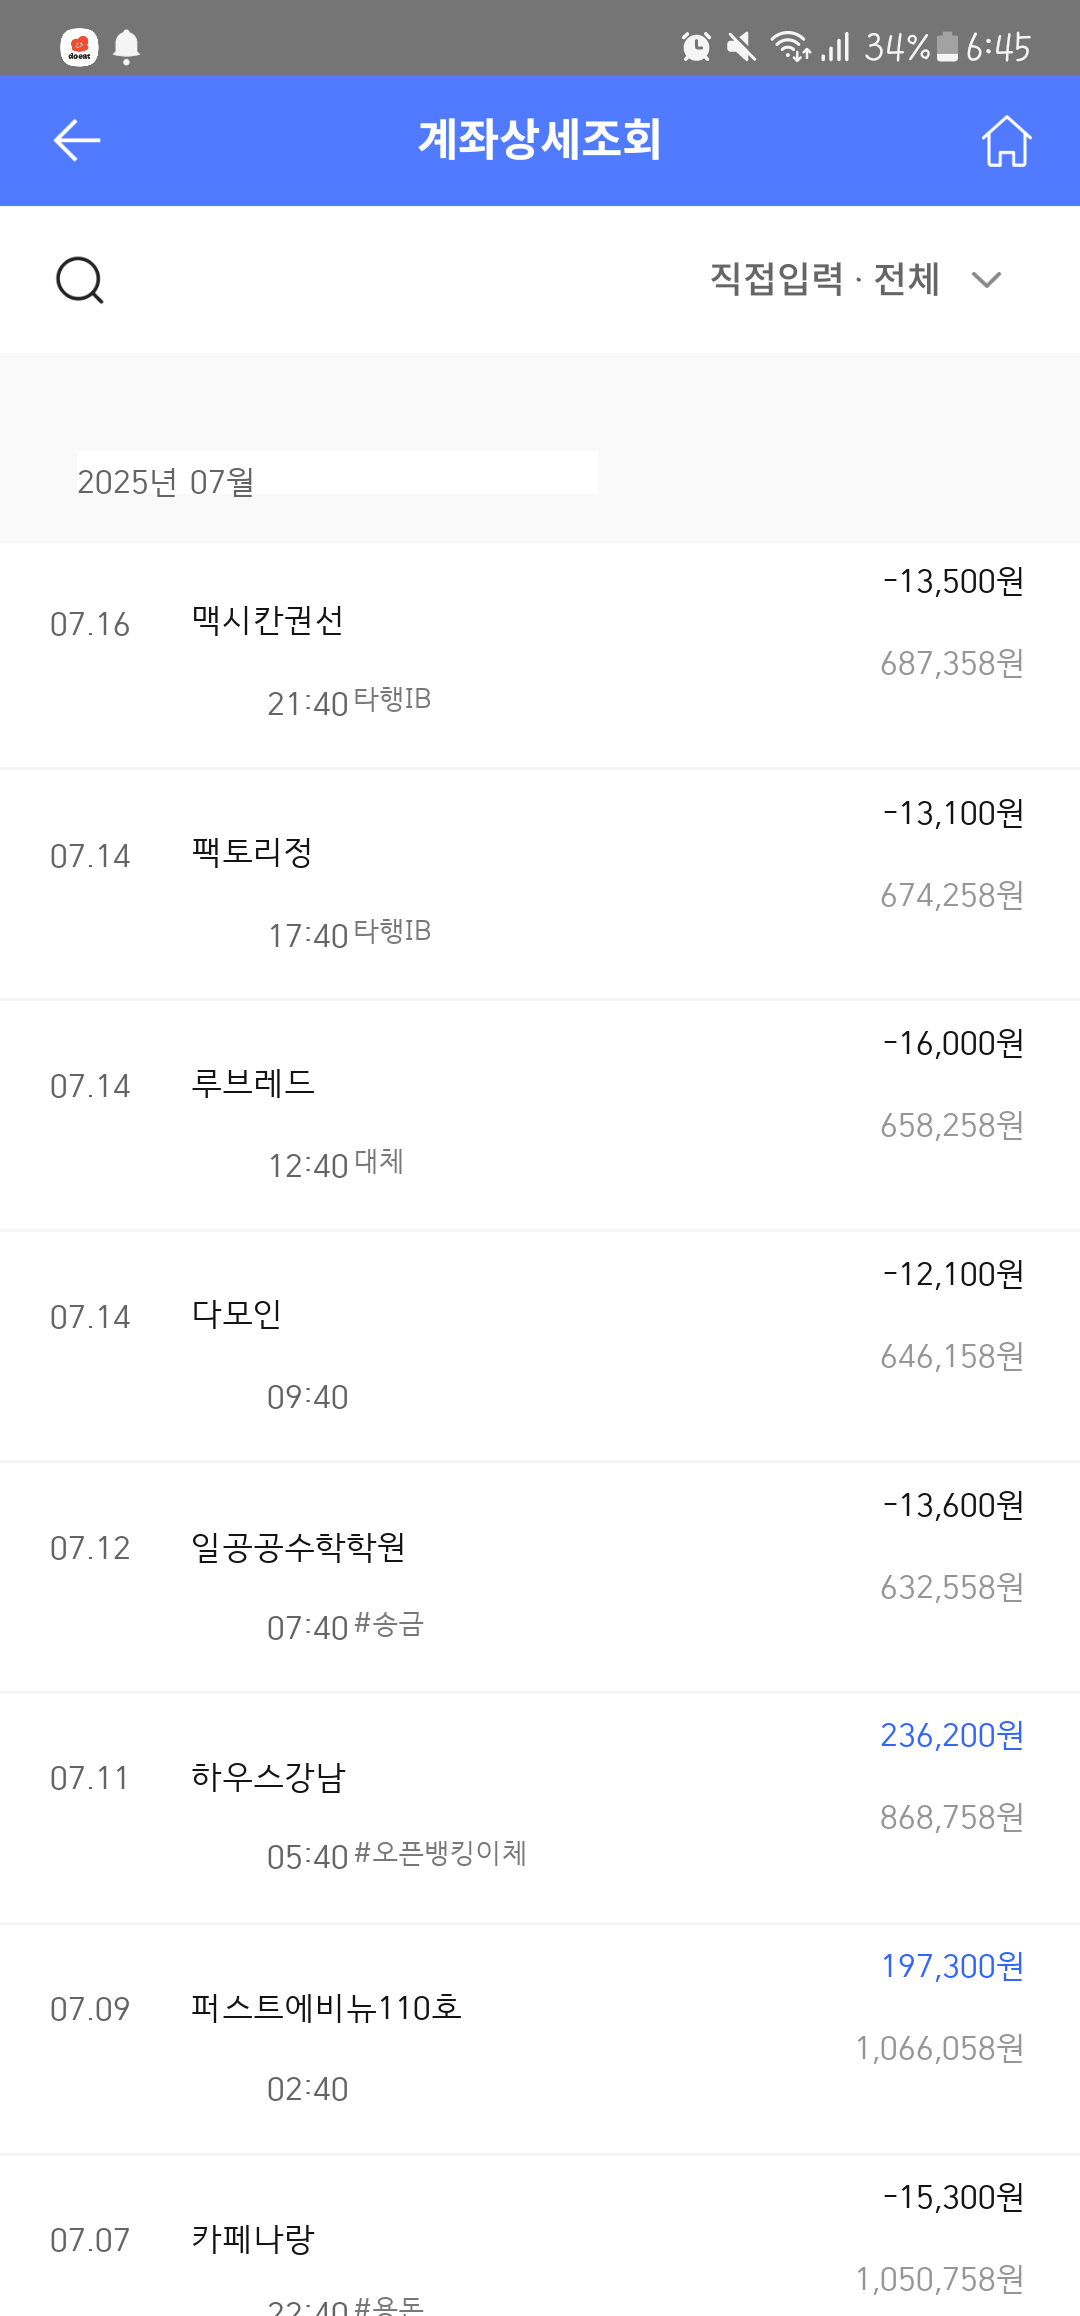 doeat
34% 6:45
계좌상세조회
직접입력 · 전체
2025년 07월
-13,500원
07.16 맥시칸권선
687,358원
21:40 타행IB
-13,100원
07.14 팩토리정
674,258원
17:40 타행IB
-16,000원
07.14 루브레드
658,258원
12:40 대체
-12,100원
07.14 다모인
646,158원
09:40
-13,600원
07.12 일공공수학학원
632,558원
07:40 #송금
236,200원
07.11 하우스강남
868,758원
05:40 #오픈뱅킹이체
197,300원
07.09 퍼스트에비뉴110호
1,066,058원
02:40
-15,300원
07.07 카페나랑
1,050,758원
22:40 #용돈